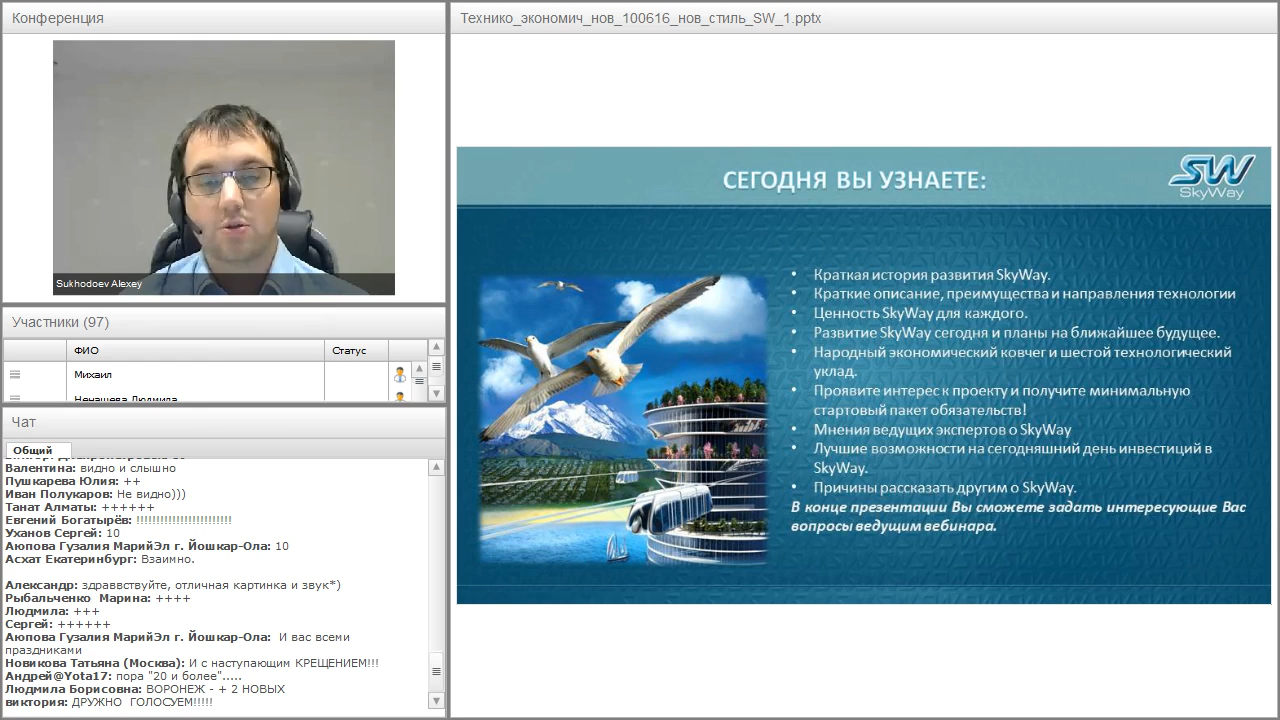 Конференция
Sukhodoev Alexey
Участники (97)
ФИО
Статус
Михаил
Ненашева Людмила
Чат
Общий
Валентина: видно и слышно
Пушкарева Юлия: ++
Иван Полукаров: Не видно)))
Танат Алматы: ++++++
Евгений Богатырёв: !!!!!!!!!!!!!!!!!!!!!!!!
Уханов Сергей: 10
Аюпова Гузалия МарийЭл г. Йошкар-Ола: 10
Асхат Екатеринбург: Взаимно.
Александр: здраввствуйте, отличная картинка и звук*)
Рыбальченко Марина: ++++
Людмила: +++
Сергей: ++++++
Аюпова Гузалия МарийЭл г. Йошкар-Ола: И вас всеми
праздниками
Новикова Татьяна (Москва): И с наступающим КРЕЩЕНИЕМ!!!
Андрей@Yota17: пора "20 и более".....
Людмила Борисовна: ВОРОНЕЖ - + 2 НОВЫХ
виктория: ДРУЖНО ГОЛОСУЕМ!!!!!
Технико_экономич_нов_100616_нов_стиль_SW_1.pptx
СЕГОДНЯ ВЫ УЗНАЕТЕ:
SW
SkyWay
• Краткая история развития SkyWay.
• Краткие описание, преимущества и направления технологии
• Ценность SkyWay для каждого.
• Развитие SkyWay сегодня и планы на ближайшее будущее.
• Народный экономический ковчег и шестой технологический
уклад.
• Проявите интерес к проекту и получите минимальную
стартовый пакет обязательств!
• Мнения ведущих экспертов о SkyWay
• Лучшие возможности на сегодняшний день инвестиций в
SkyWay.
• Причины рассказать другим о SkyWay.
В конце презентации Вы сможете задать интересующие Вас
вопросы ведущим вебинара.